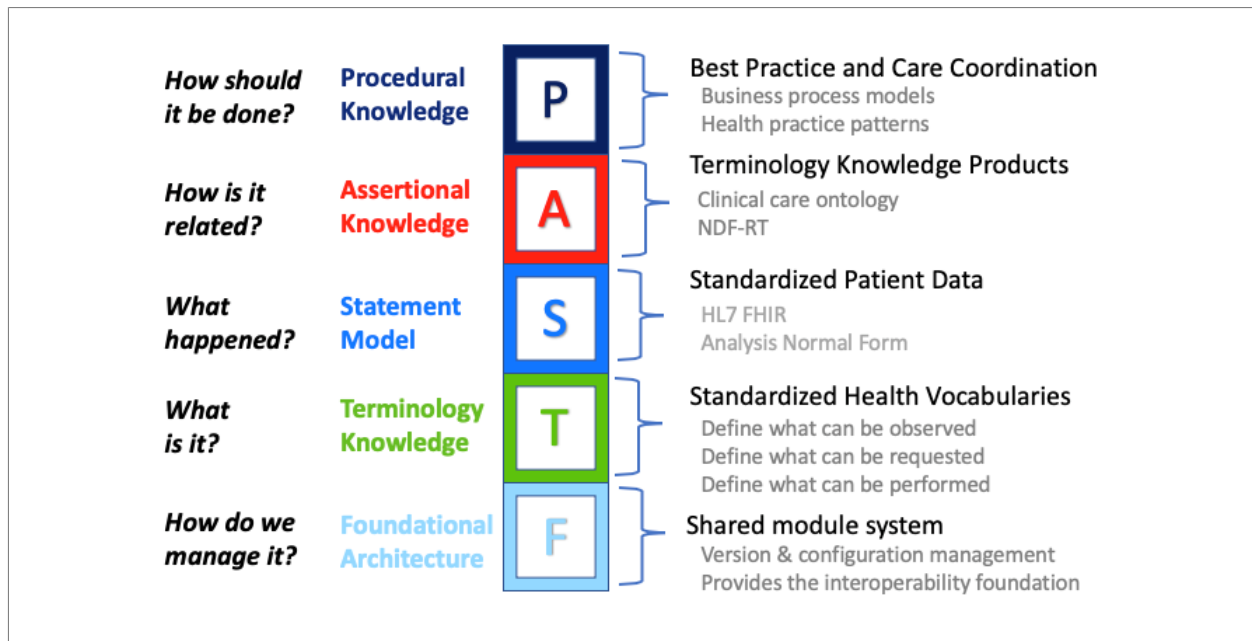 How should
it be done?
Procedural
Knowledge
P
Best Practice and Care Coordination
Business process models
Health practice patterns
How is it
related?
Assertional
Knowledge
A
Terminology Knowledge Products
Clinical care ontology
NDF-RT
What
happened?
Statement
Model
S
Standardized Patient Data
HL7 FHIR
Analysis Normal Form
What
is it?
Terminology
Knowledge
T
Standardized Health Vocabularies
Define what can be observed
Define what can be requested
Define what can be performed
How do we
manage it?
Foundational
Architecture
F
Shared module system
Version & configuration management
Provides the interoperability foundation